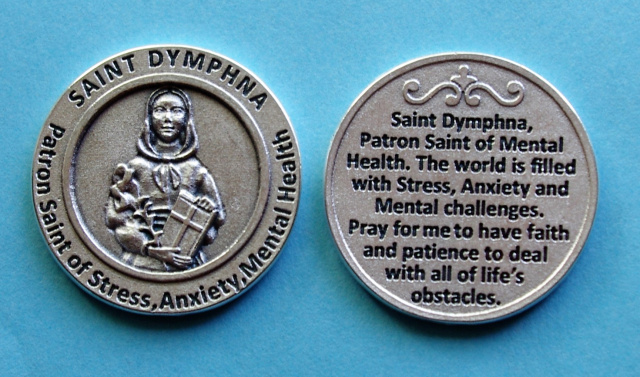 SAINT DYMPHNA
Patron Saint of Stress,Anxiety,Mental Health
Saint Dymphna,
Patron Saint of Mental
Health. The world is filled
with Stress, Anxiety and
Mental challenges.
Pray for me to have faith
and patience to deal
with all of life's
obstacles.